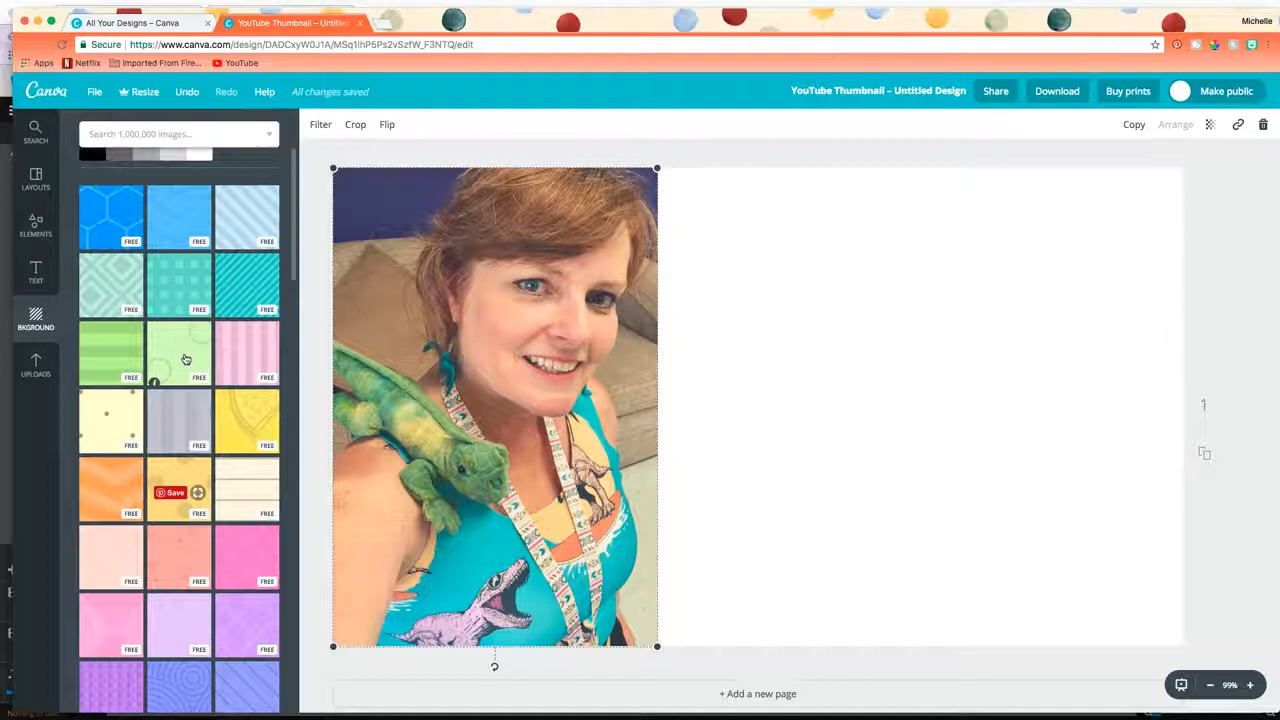 All Your Designs – Canva
YouTube Thumbnail – Untitled
Michelle
Secure https://www.canva.com/design/DADCxyW0J1A/MSq1IhP5Ps2vSzfW_F3NTQ/edit
Apps Netflix Imported From Fire... YouTube
Canva File Resize Undo Redo Help All changes saved YouTube Thumbnail – Untitled Design Share Download Buy prints Make public
Search 1,000,000 images...
Filter Crop Flip Copy Arrange
SEARCH
LAYOUTS
ELEMENTS
TEXT
BKGROUND
UPLOADS
FREE FREE FREE
FREE FREE FREE
FREE FREE FREE
FREE FREE FREE
Save
FREE FREE FREE
FREE FREE FREE
FREE FREE FREE
1
+ Add a new page
99%